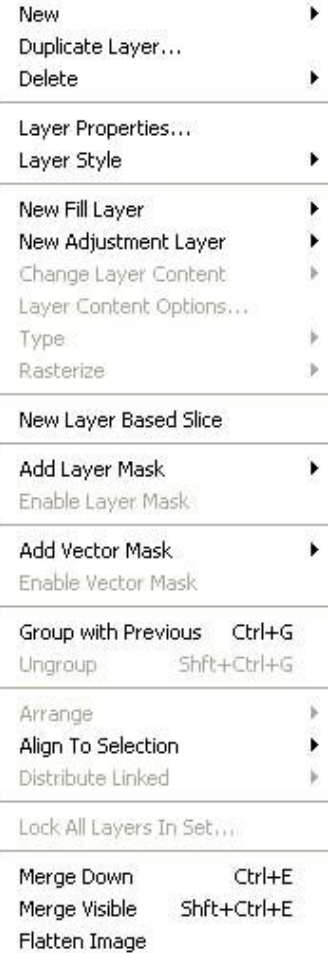 New
Duplicate Layer...
Delete
Layer Properties...
Layer Style
New Fill Layer
New Adjustment Layer
Change Layer Content
Layer Content Options...
Type
Rasterize
New Layer Based Slice
Add Layer Mask
Enable Layer Mask
Add Vector Mask
Enable Vector Mask
Group with Previous Ctrl+G
Ungroup Shft+Ctrl+G
Arrange
Align To Selection
Distribute Linked
Lock All Layers In Set...
Merge Down Ctrl+E
Merge Visible Shft+Ctrl+E
Flatten Image